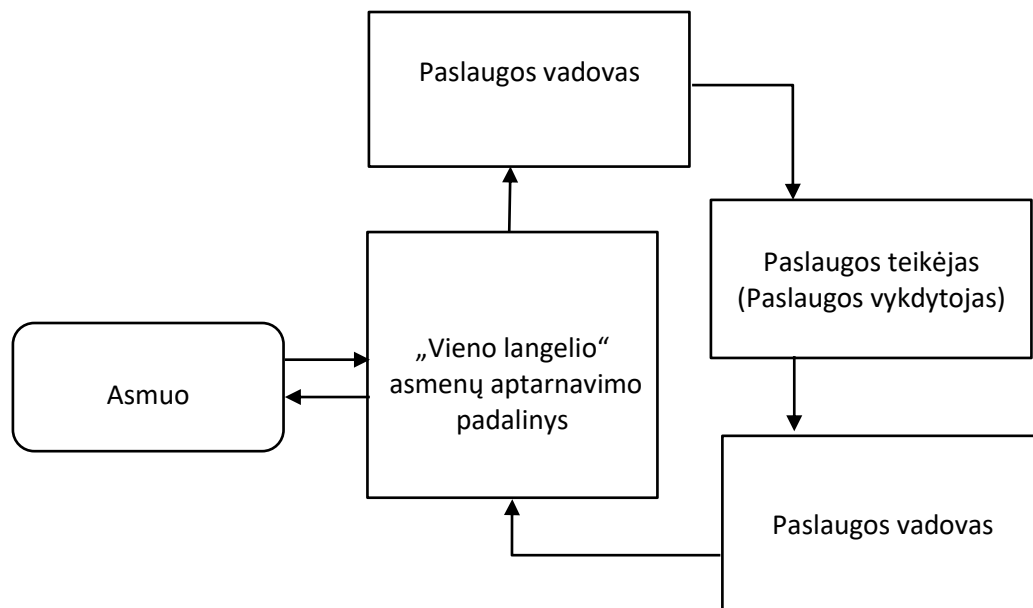 Paslaugos vadovas
Paslaugos teikėjas
(Paslaugos vykdytojas)
„Vieno langelio“
asmenų aptarnavimo
padalinys
Asmuo
Paslaugos vadovas